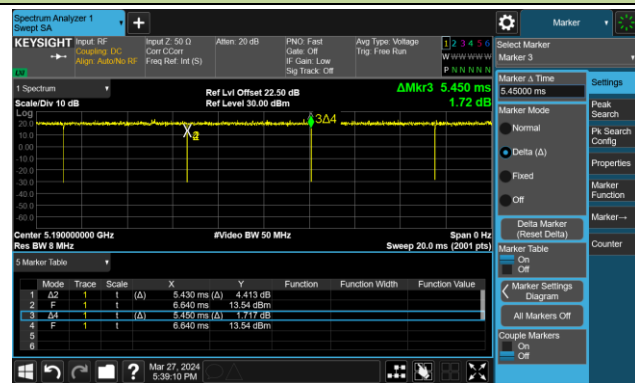 Spectrum Analyzer 1
Swept SA
Marker
KEYSIGHT
Input: RF
Coupling: DC
Align: Auto/No RF
Input Z: 50 Ω
Corr CCorr
Freq Ref: Int (S)
Atten: 20 dB
PNO: Fast
Gate: Off
IF Gain: Low
Sig Track: Off
Avg Type: Voltage
Trig: Free Run
1 2 3 4 5 6
W W W W W W
P N N N N N
Select Marker
Marker 3
LW
1 Spectrum
Scale/Div 10 dB
Ref Lvl Offset 22.50 dB
Ref Level 30.00 dBm
ΔMkr3 5.450 ms
1.72 dB
Log
20.0
10.0
0.00
-10.0
-20.0
-30.0
-40.0
-50.0
-60.0
3Δ4
Center 5.190000000 GHz
Res BW 8 MHz
#Video BW 50 MHz
Span 0 Hz
Sweep 20.0 ms (2001 pts)
5 Marker Table
Mode Trace Scale X Y Function Function Width Function Value
1 Δ2 1 t (Δ) 5.430 ms (Δ) 4.413 dB
2 F 1 t 6.640 ms 13.54 dBm
3 Δ4 1 t (Δ) 5.450 ms (Δ) 1.717 dB
4 F 1 t 6.640 ms 13.54 dBm
5
6
Marker Δ Time
5.45000 ms
Marker Mode
Normal
Delta (Δ)
Fixed
Off
Delta Marker
(Reset Delta)
Marker Table
On
Off
Marker Settings
Diagram
All Markers Off
Couple Markers
On
Off
Settings
Peak
Search
Pk Search
Config
Properties
Marker
Function
Marker→
Counter
?
Mar 27, 2024
5:39:10 PM